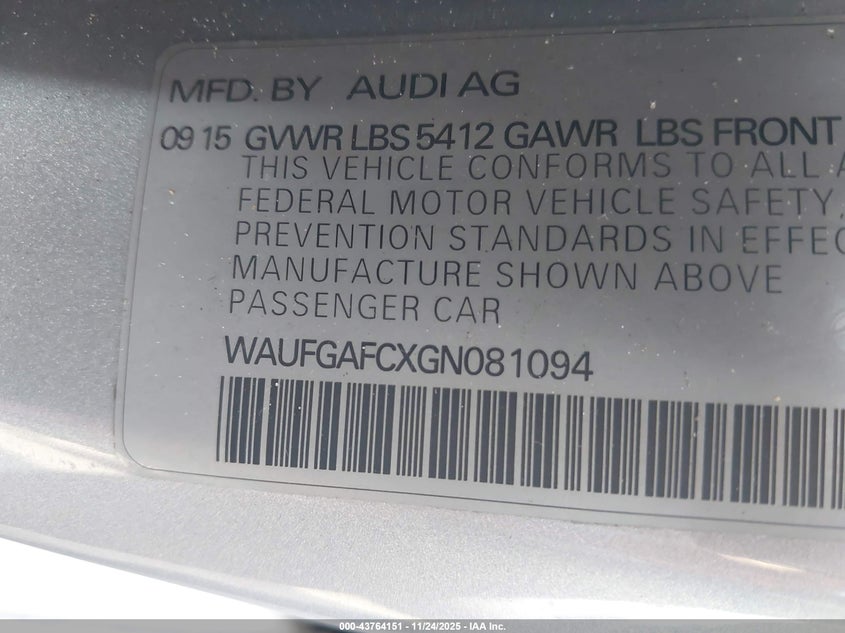 MFD. BY AUDI AG
09 15 GVWR LBS 5412 GAWR LBS FRONT
THIS VEHICLE CONFORMS TO ALL A
FEDERAL MOTOR VEHICLE SAFETY,
PREVENTION STANDARDS IN EFFEC
MANUFACTURE SHOWN ABOVE
PASSENGER CAR
WAUFGAFCXGN081094
000-43764151 - 11/24/2025 - IAA Inc.